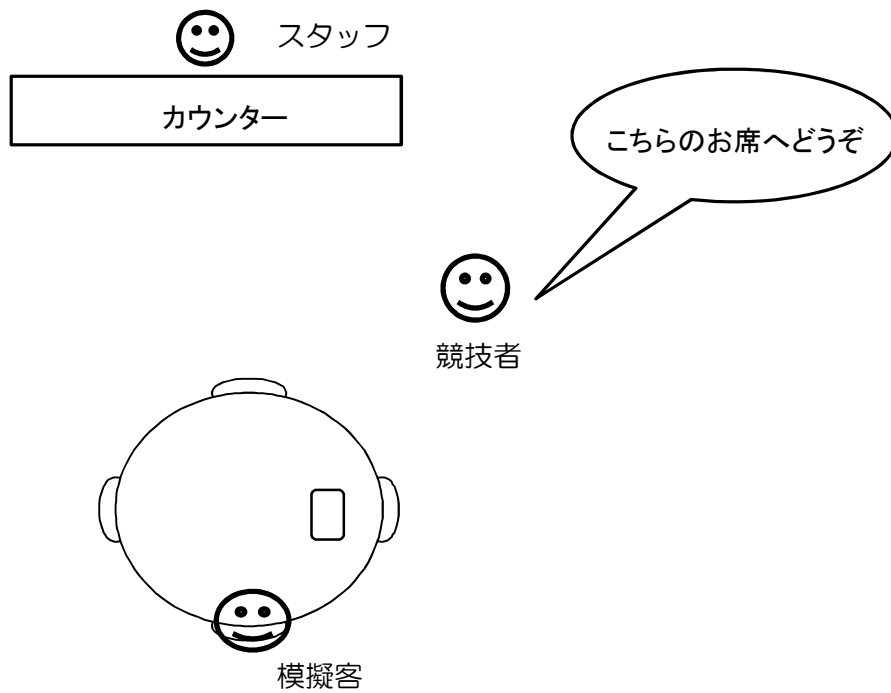 スタッフ
カウンター
こちらのお席へどうぞ
競技者
模擬客